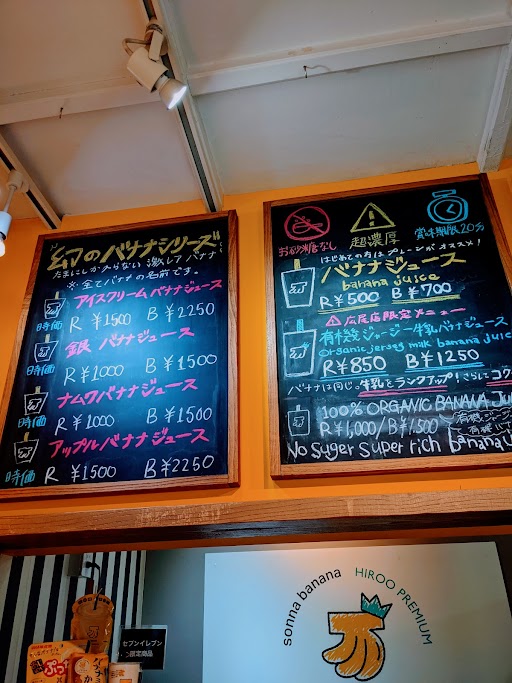 幻のバナナシリーズ
たまにしか入らない激レアバナナ
※全てバナナの名前です。
アイスクリームバナナジュース
時価 R ¥1500 B ¥2250
銀バナナジュース
時価 R ¥1000 B ¥1500
ナムワバナナジュース
時価 R ¥1000 B ¥1500
アップルバナナジュース
時価 R ¥1500 B ¥2250
お砂糖なし
超濃厚
賞味期限20分
はじめての方はプレーンがオススメ!
バナナジュース
banana juice
R ¥500 B ¥700
広尾店限定メニュー
有機ジャージー牛乳バナナジュース
organic jersey milk banana juice
R ¥850 B ¥1250
バナナは同じ、牛乳をランクアップ!さらにコク
100% ORGANIC BANANA Ju
R ¥1,000 / B ¥1,500
No Suger super rich banana
sonna banana HIROO PREMIUM
セブンイレブン
限定商品